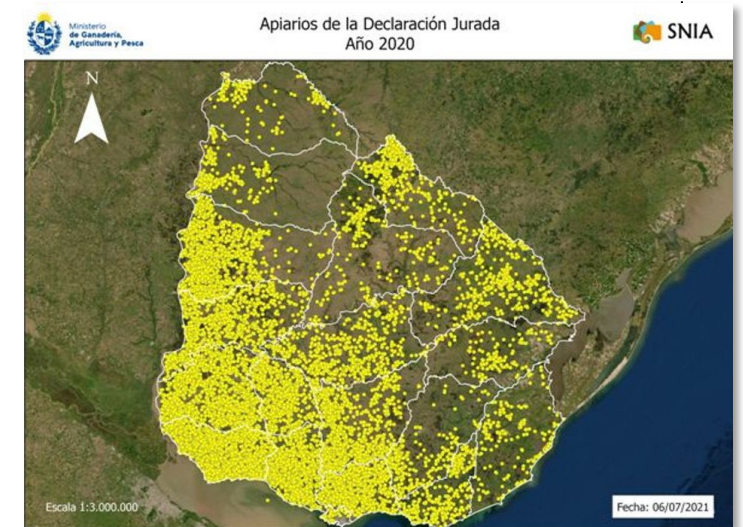 Ministerio
de Ganadería,
Agricultura y Pesca
Apiarios de la Declaración Jurada
Año 2020
SNIA
N
Escala 1:3.000.000
Fecha: 06/07/2021